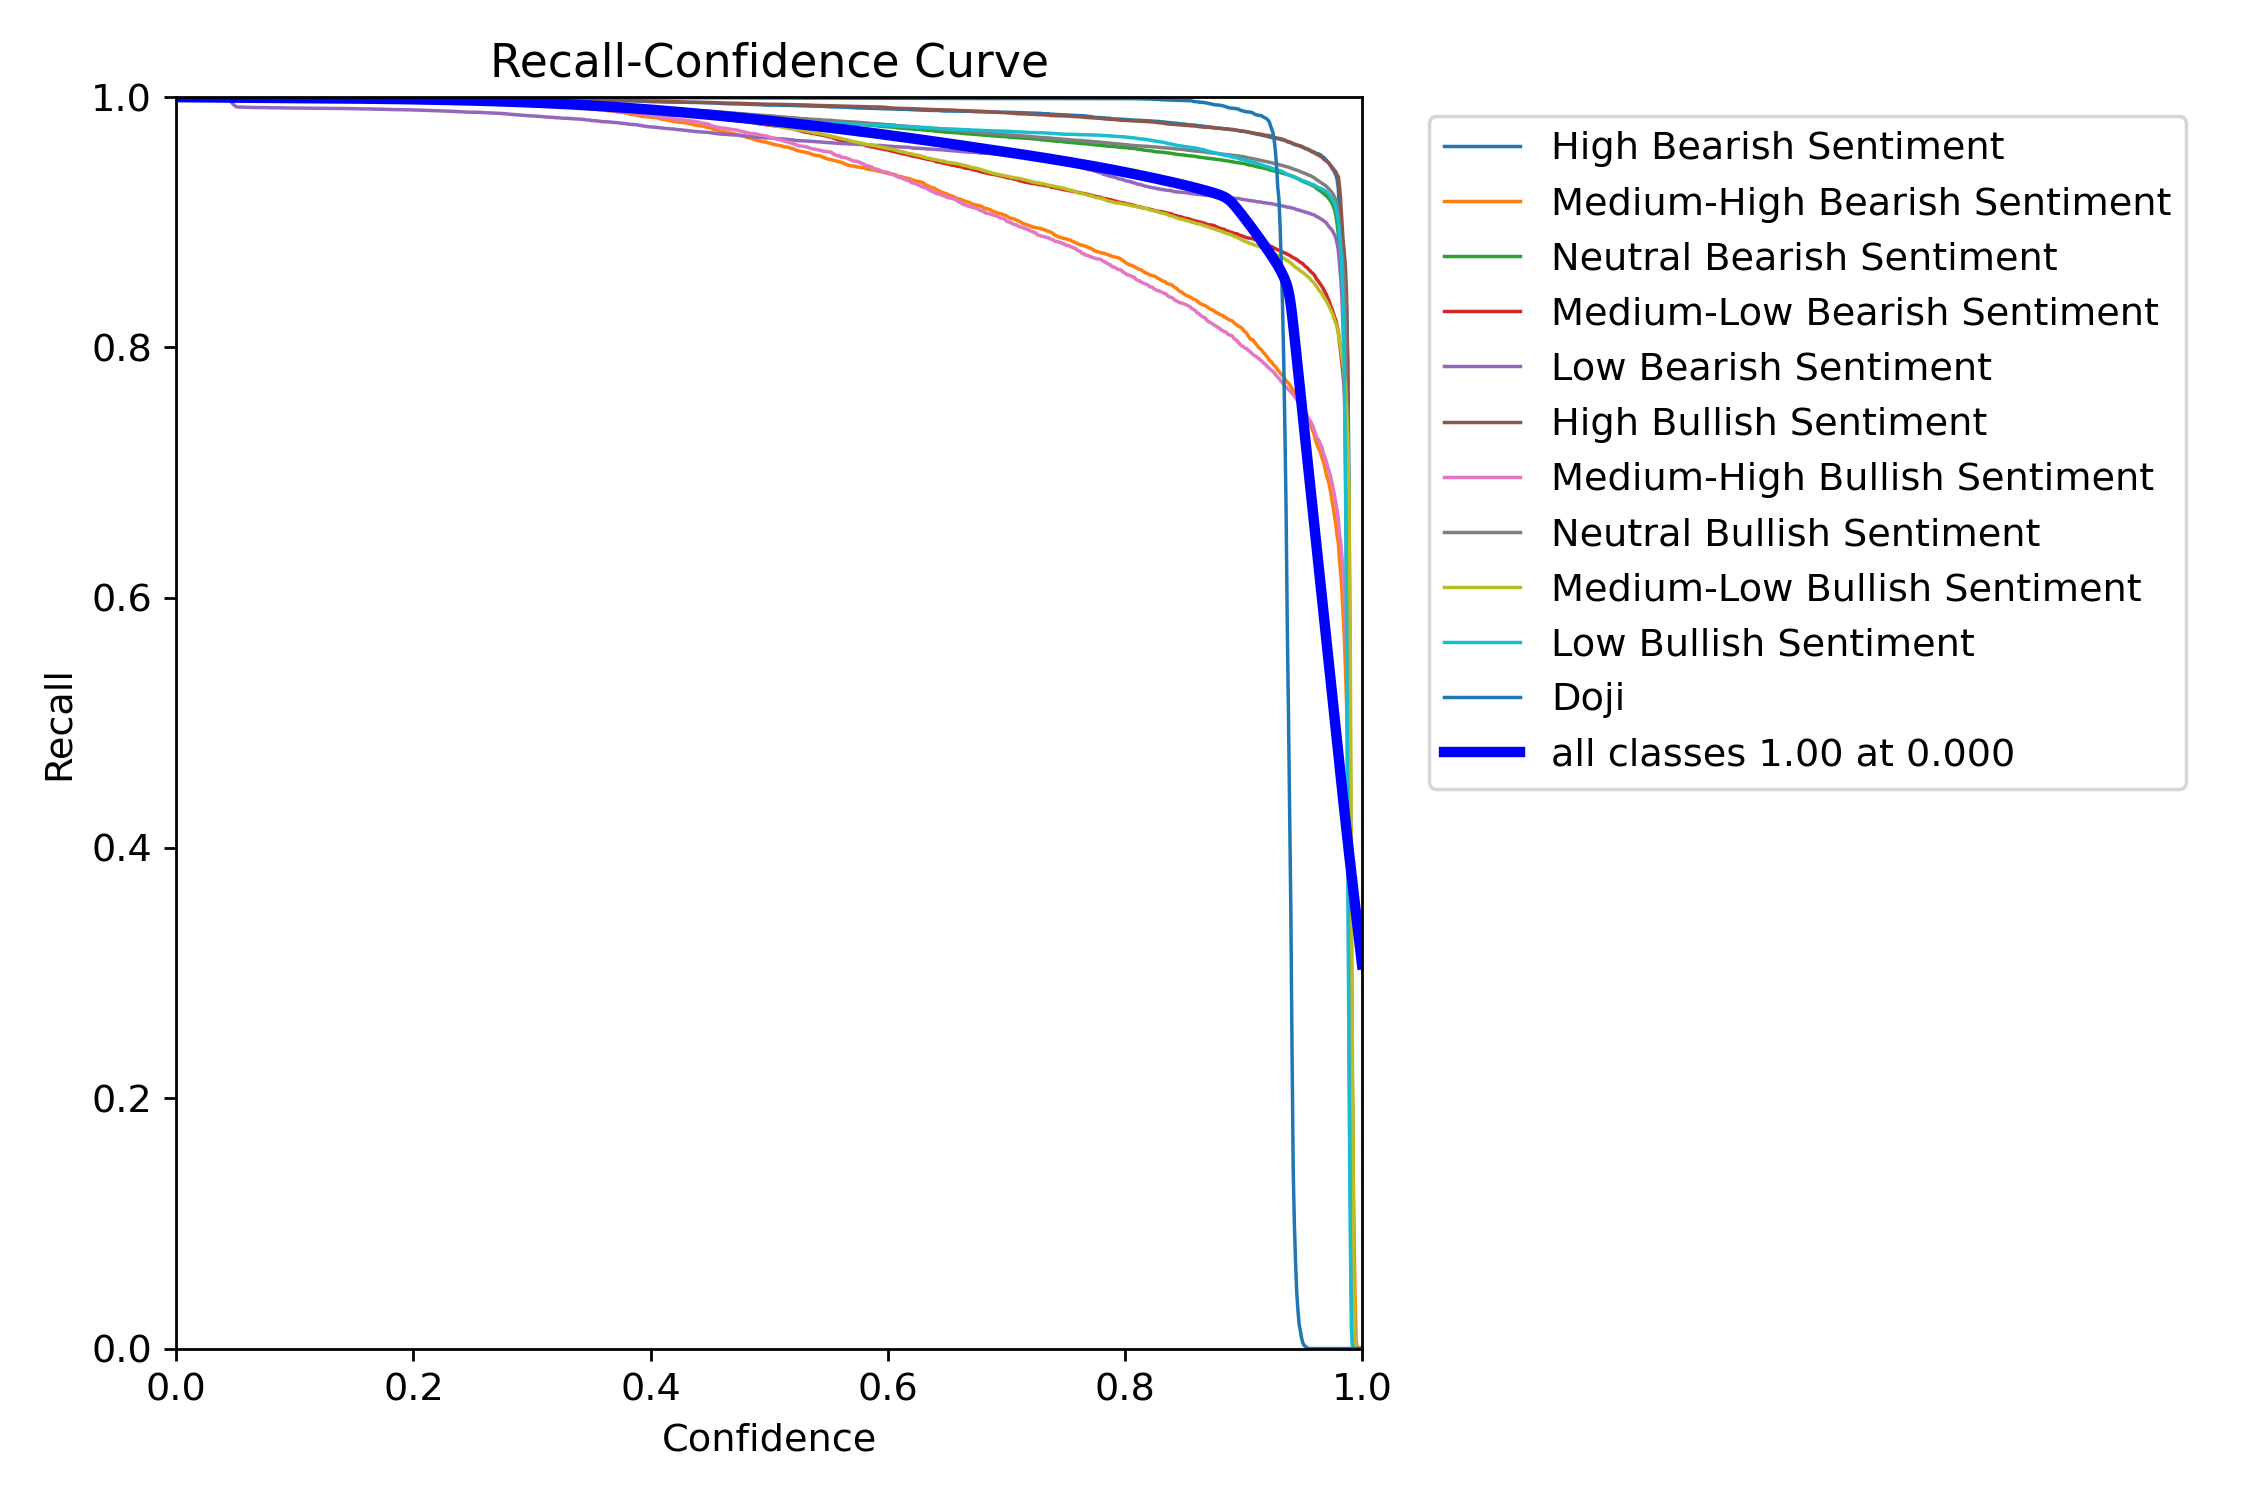 Recall-Confidence Curve
1.0
0.8
0.6
0.4
0.2
0.0
Recall
0.0 0.2 0.4 0.6 0.8 1.0
Confidence
High Bearish Sentiment
Medium-High Bearish Sentiment
Neutral Bearish Sentiment
Medium-Low Bearish Sentiment
Low Bearish Sentiment
High Bullish Sentiment
Medium-High Bullish Sentiment
Neutral Bullish Sentiment
Medium-Low Bullish Sentiment
Low Bullish Sentiment
Doji
all classes 1.00 at 0.000